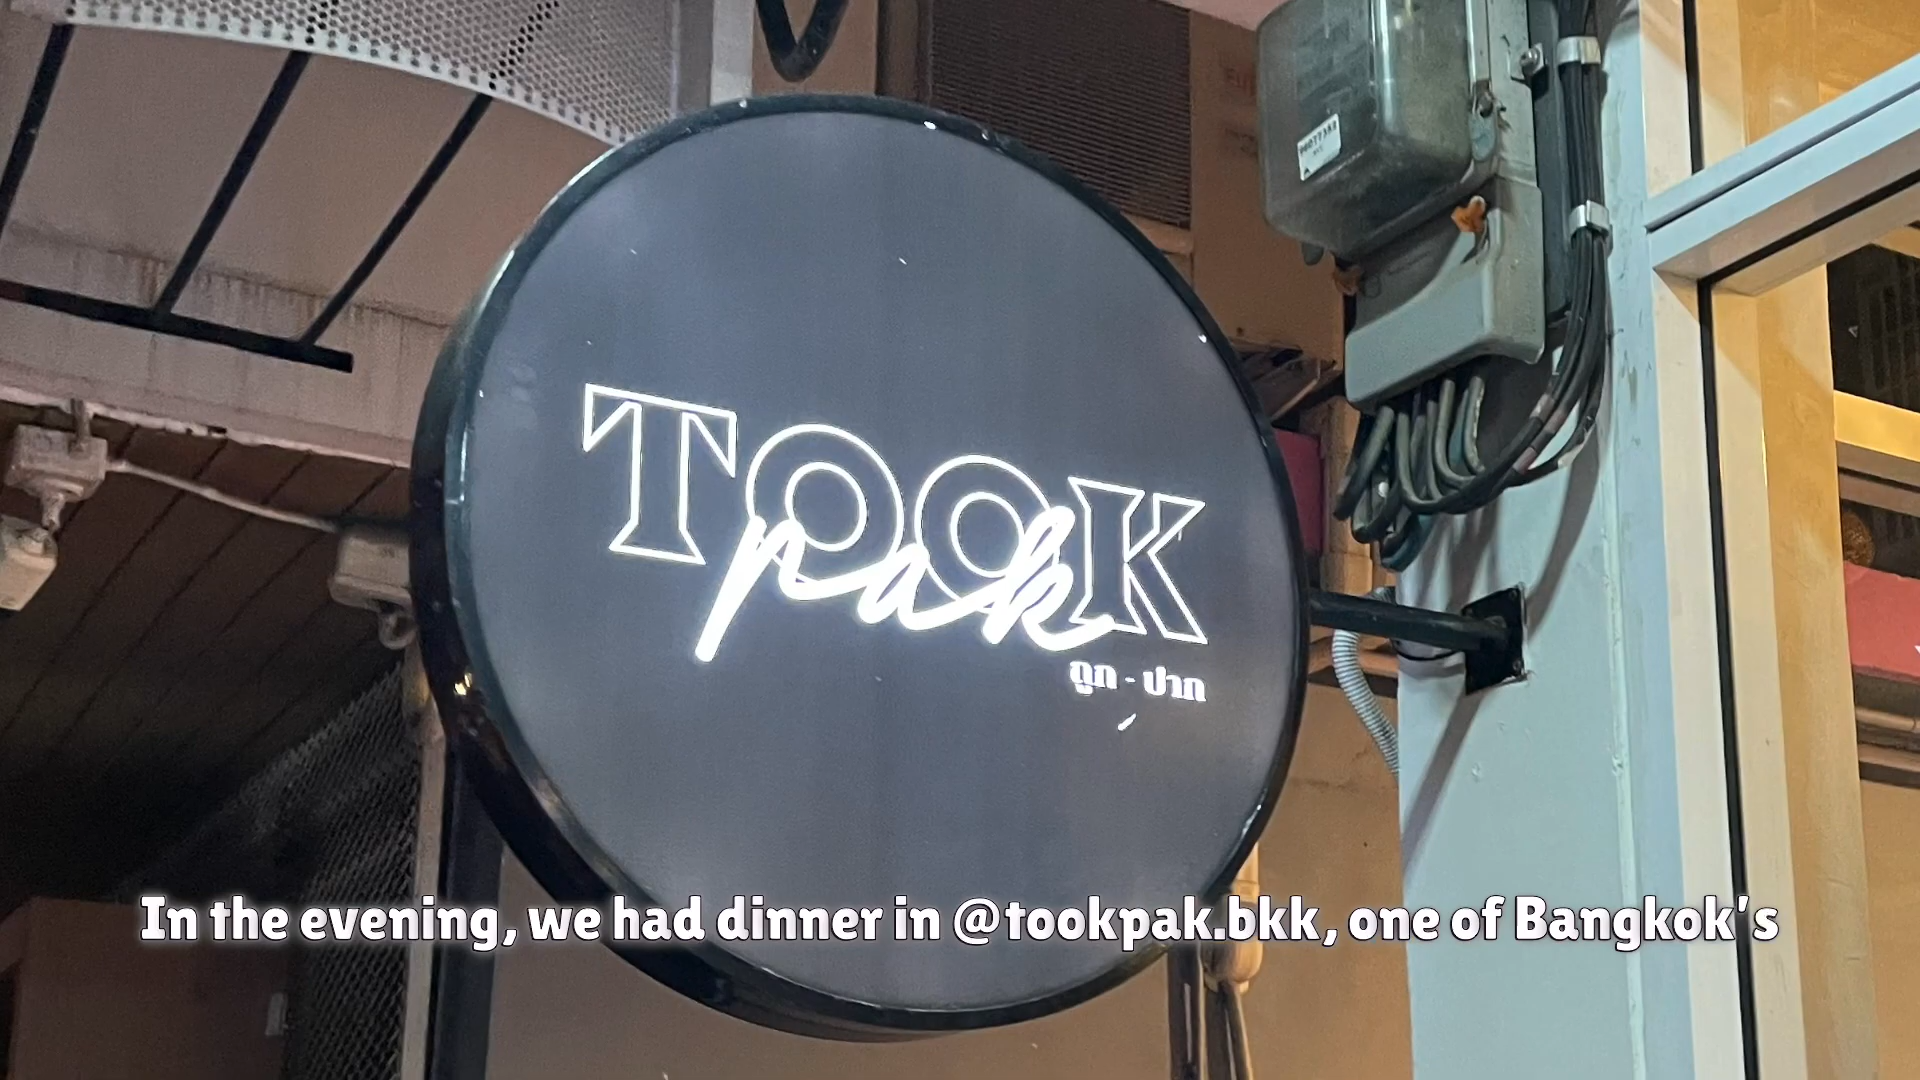 TOOK
pak
ถูก - ปาก
In the evening, we had dinner in @tookpak.bkk, one of Bangkok's